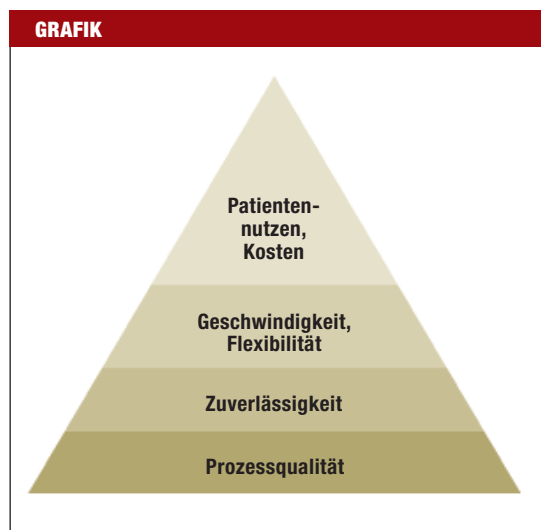 GRAFIK
Patienten-
nutzen,
Kosten
Geschwindigkeit,
Flexibilität
Zuverlässigkeit
Prozessqualität